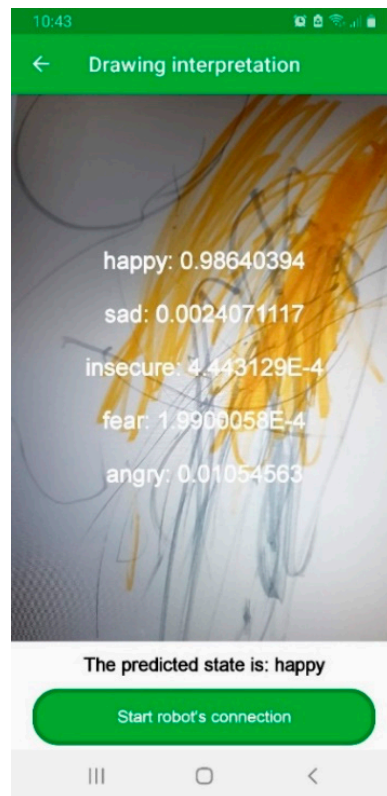 10:43
Drawing interpretation
happy: 0.98640394
sad: 0.0024071117
insecure: 4.443129E-4
fear: 1.9900058E-4
angry: 0.01054563
The predicted state is: happy
Start robot's connection